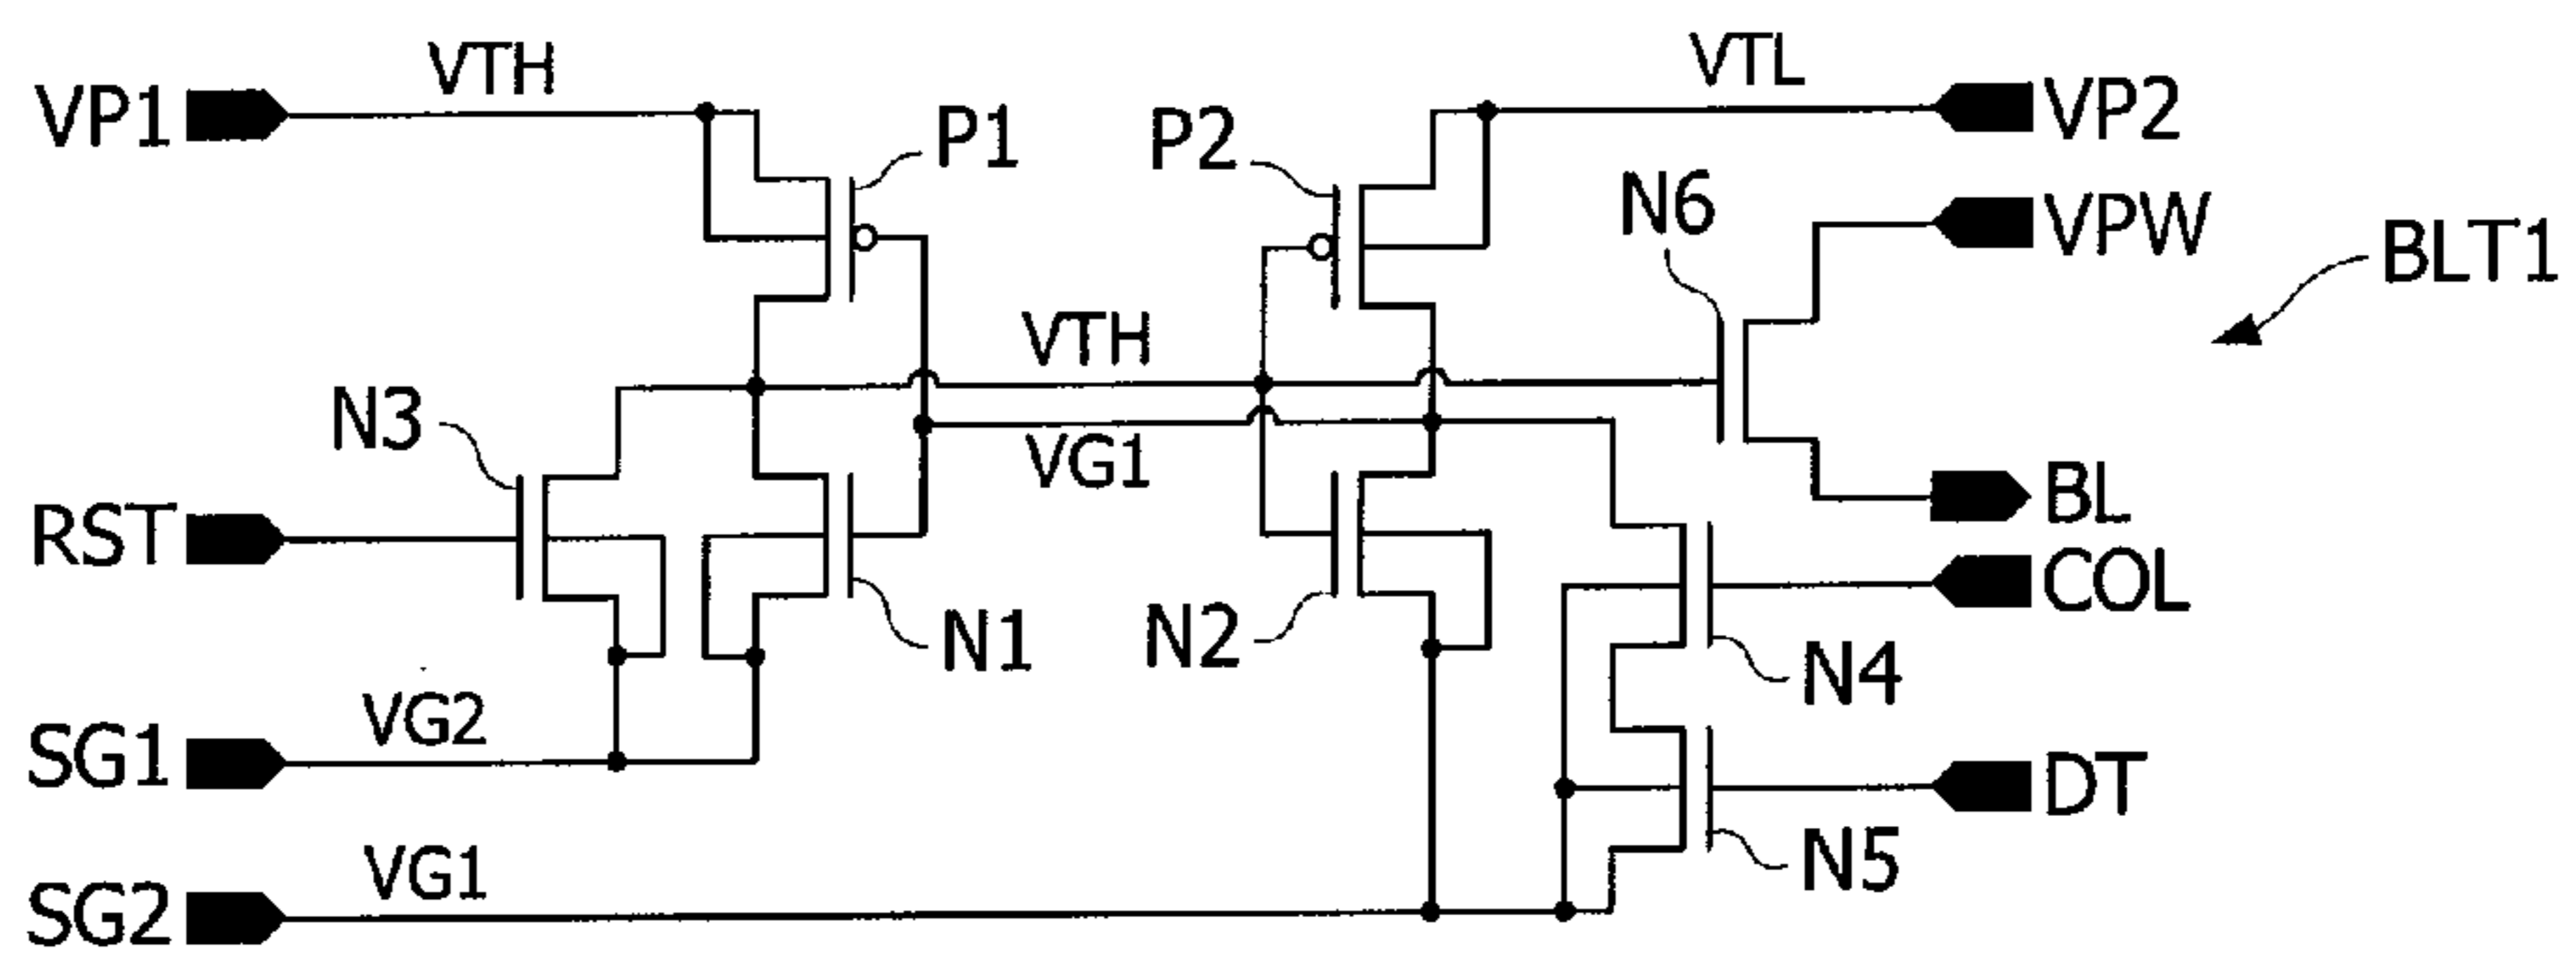 VTH
VTL
VP1
P1
P2
VP2
N6
VPW
BLT1
VTH
N3
VG1
BL
RST
COL
N1
N2
N4
VG2
SG1
DT
VG1
N5
SG2